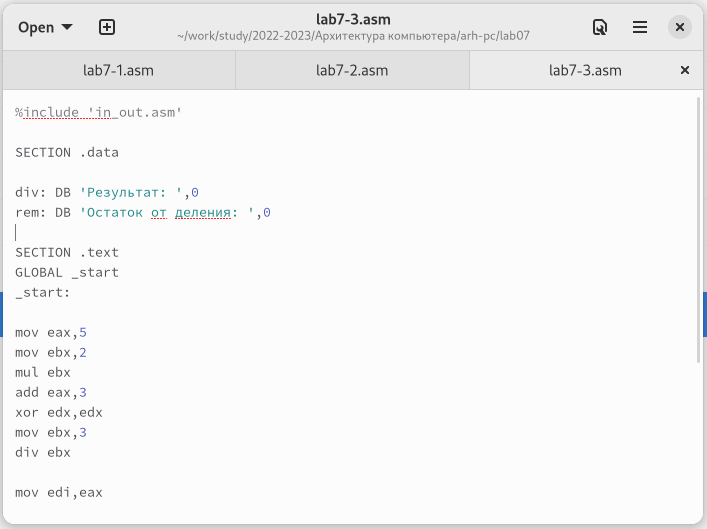 Open
lab7-3.asm
~/work/study/2022-2023/Архитектура компьютера/arh-pc/lab07
lab7-1.asm
lab7-2.asm
lab7-3.asm
%include 'in_out.asm'
SECTION .data
div: DB 'Результат: ',0
rem: DB 'Остаток от деления: ',0
SECTION .text
GLOBAL _start
_start:
mov eax,5
mov ebx,2
mul ebx
add eax,3
xor edx,edx
mov ebx,3
div ebx
mov edi,eax